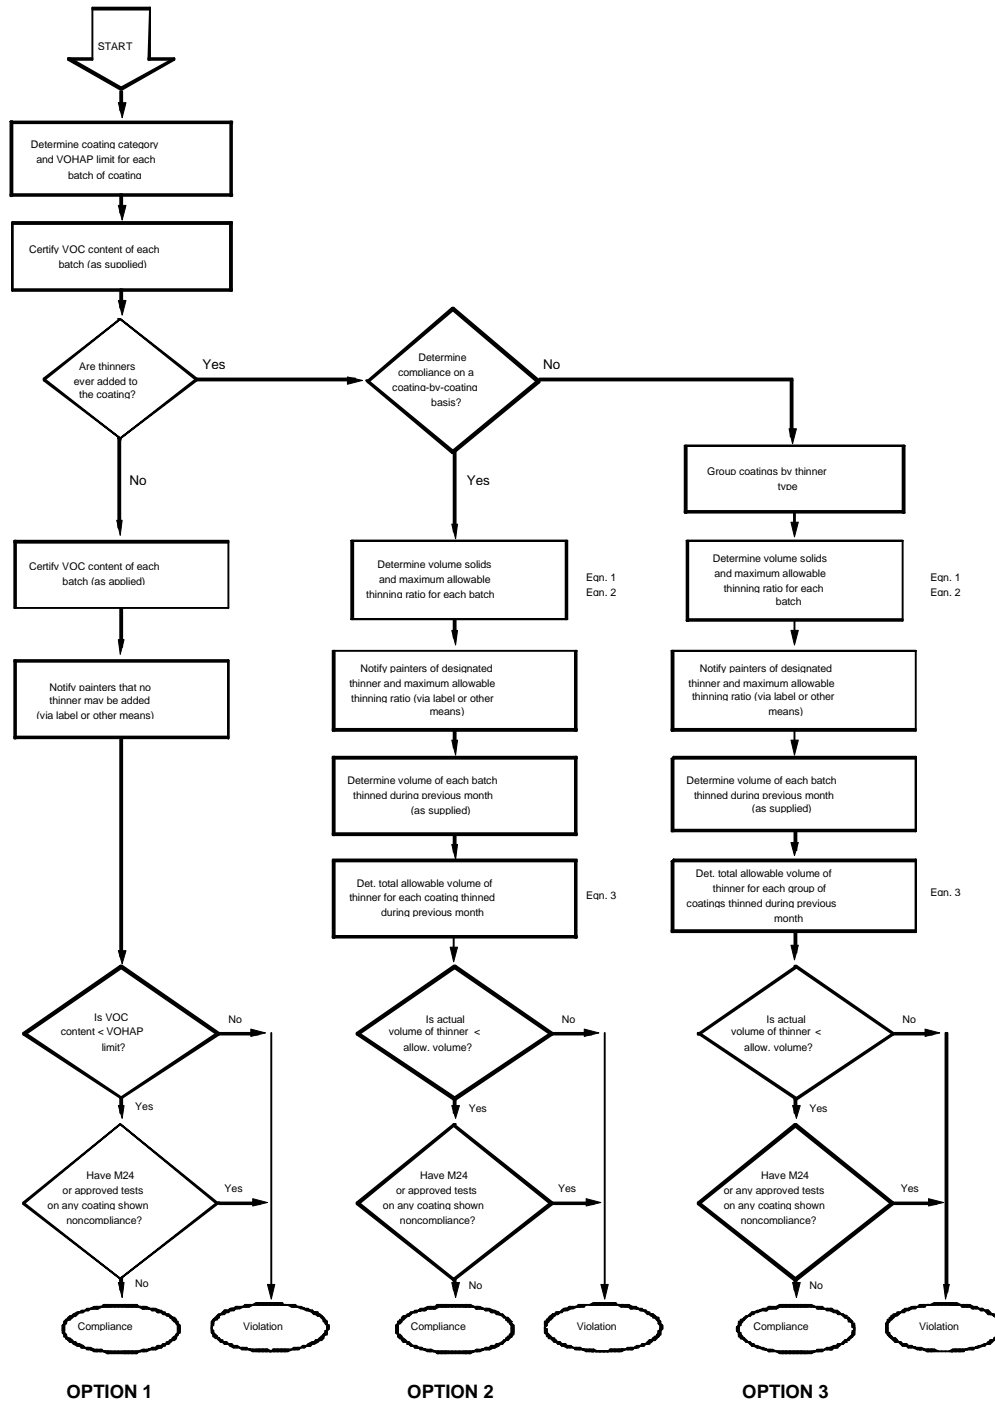 START
Determine coating category
and VOHAP limit for each
batch of coating
Certify VOC content of each
batch (as supplied)
Are thinners
ever added to
the coating?
Yes
No
Determine
compliance on a
coating-by-coating
basis?
No
Yes
Certify VOC content of each
batch (as applied)
Notify painters that no
thinner may be added
(via label or other means)
Is VOC
content < VOHAP
limit?
No
Yes
Have M24
or approved tests
on any coating shown
noncompliance?
Yes
No
Compliance
Violation
OPTION 1
Determine volume solids
and maximum allowable
thinning ratio for each batch
Eqn. 1
Eqn. 2
Notify painters of designated
thinner and maximum allowable
thinning ratio (via label or other
means)
Determine volume of each batch
thinned during previous month
(as supplied)
Det. total allowable volume of
thinner for each coating thinned
during previous month
Eqn. 3
Is actual
volume of thinner <
allow. volume?
No
Yes
Have M24
or approved tests
on any coating shown
noncompliance?
Yes
No
Compliance
Violation
OPTION 2
Group coatings by thinner
type
Determine volume solids
and maximum allowable
thinning ratio for each
batch
Eqn. 1
Eqn. 2
Notify painters of designated
thinner and maximum allowable
thinning ratio (via label or other
means)
Determine volume of each batch
thinned during previous month
(as supplied)
Det. total allowable volume of
thinner for each group of
coatings thinned during previous
month
Eqn. 3
Is actual
volume of thinner <
allow. volume?
No
Yes
Have M24
or any approved tests
on any coating shown
noncompliance?
Yes
No
Compliance
Violation
OPTION 3